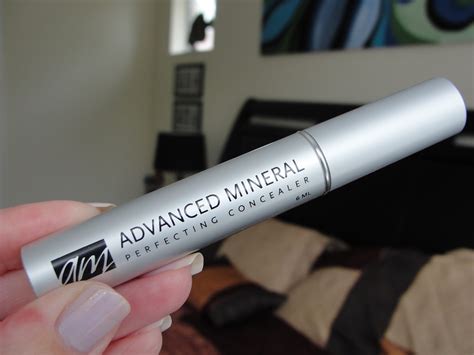 am
ADVANCED MINERAL
PERFECTING CONCEALER
6 ML